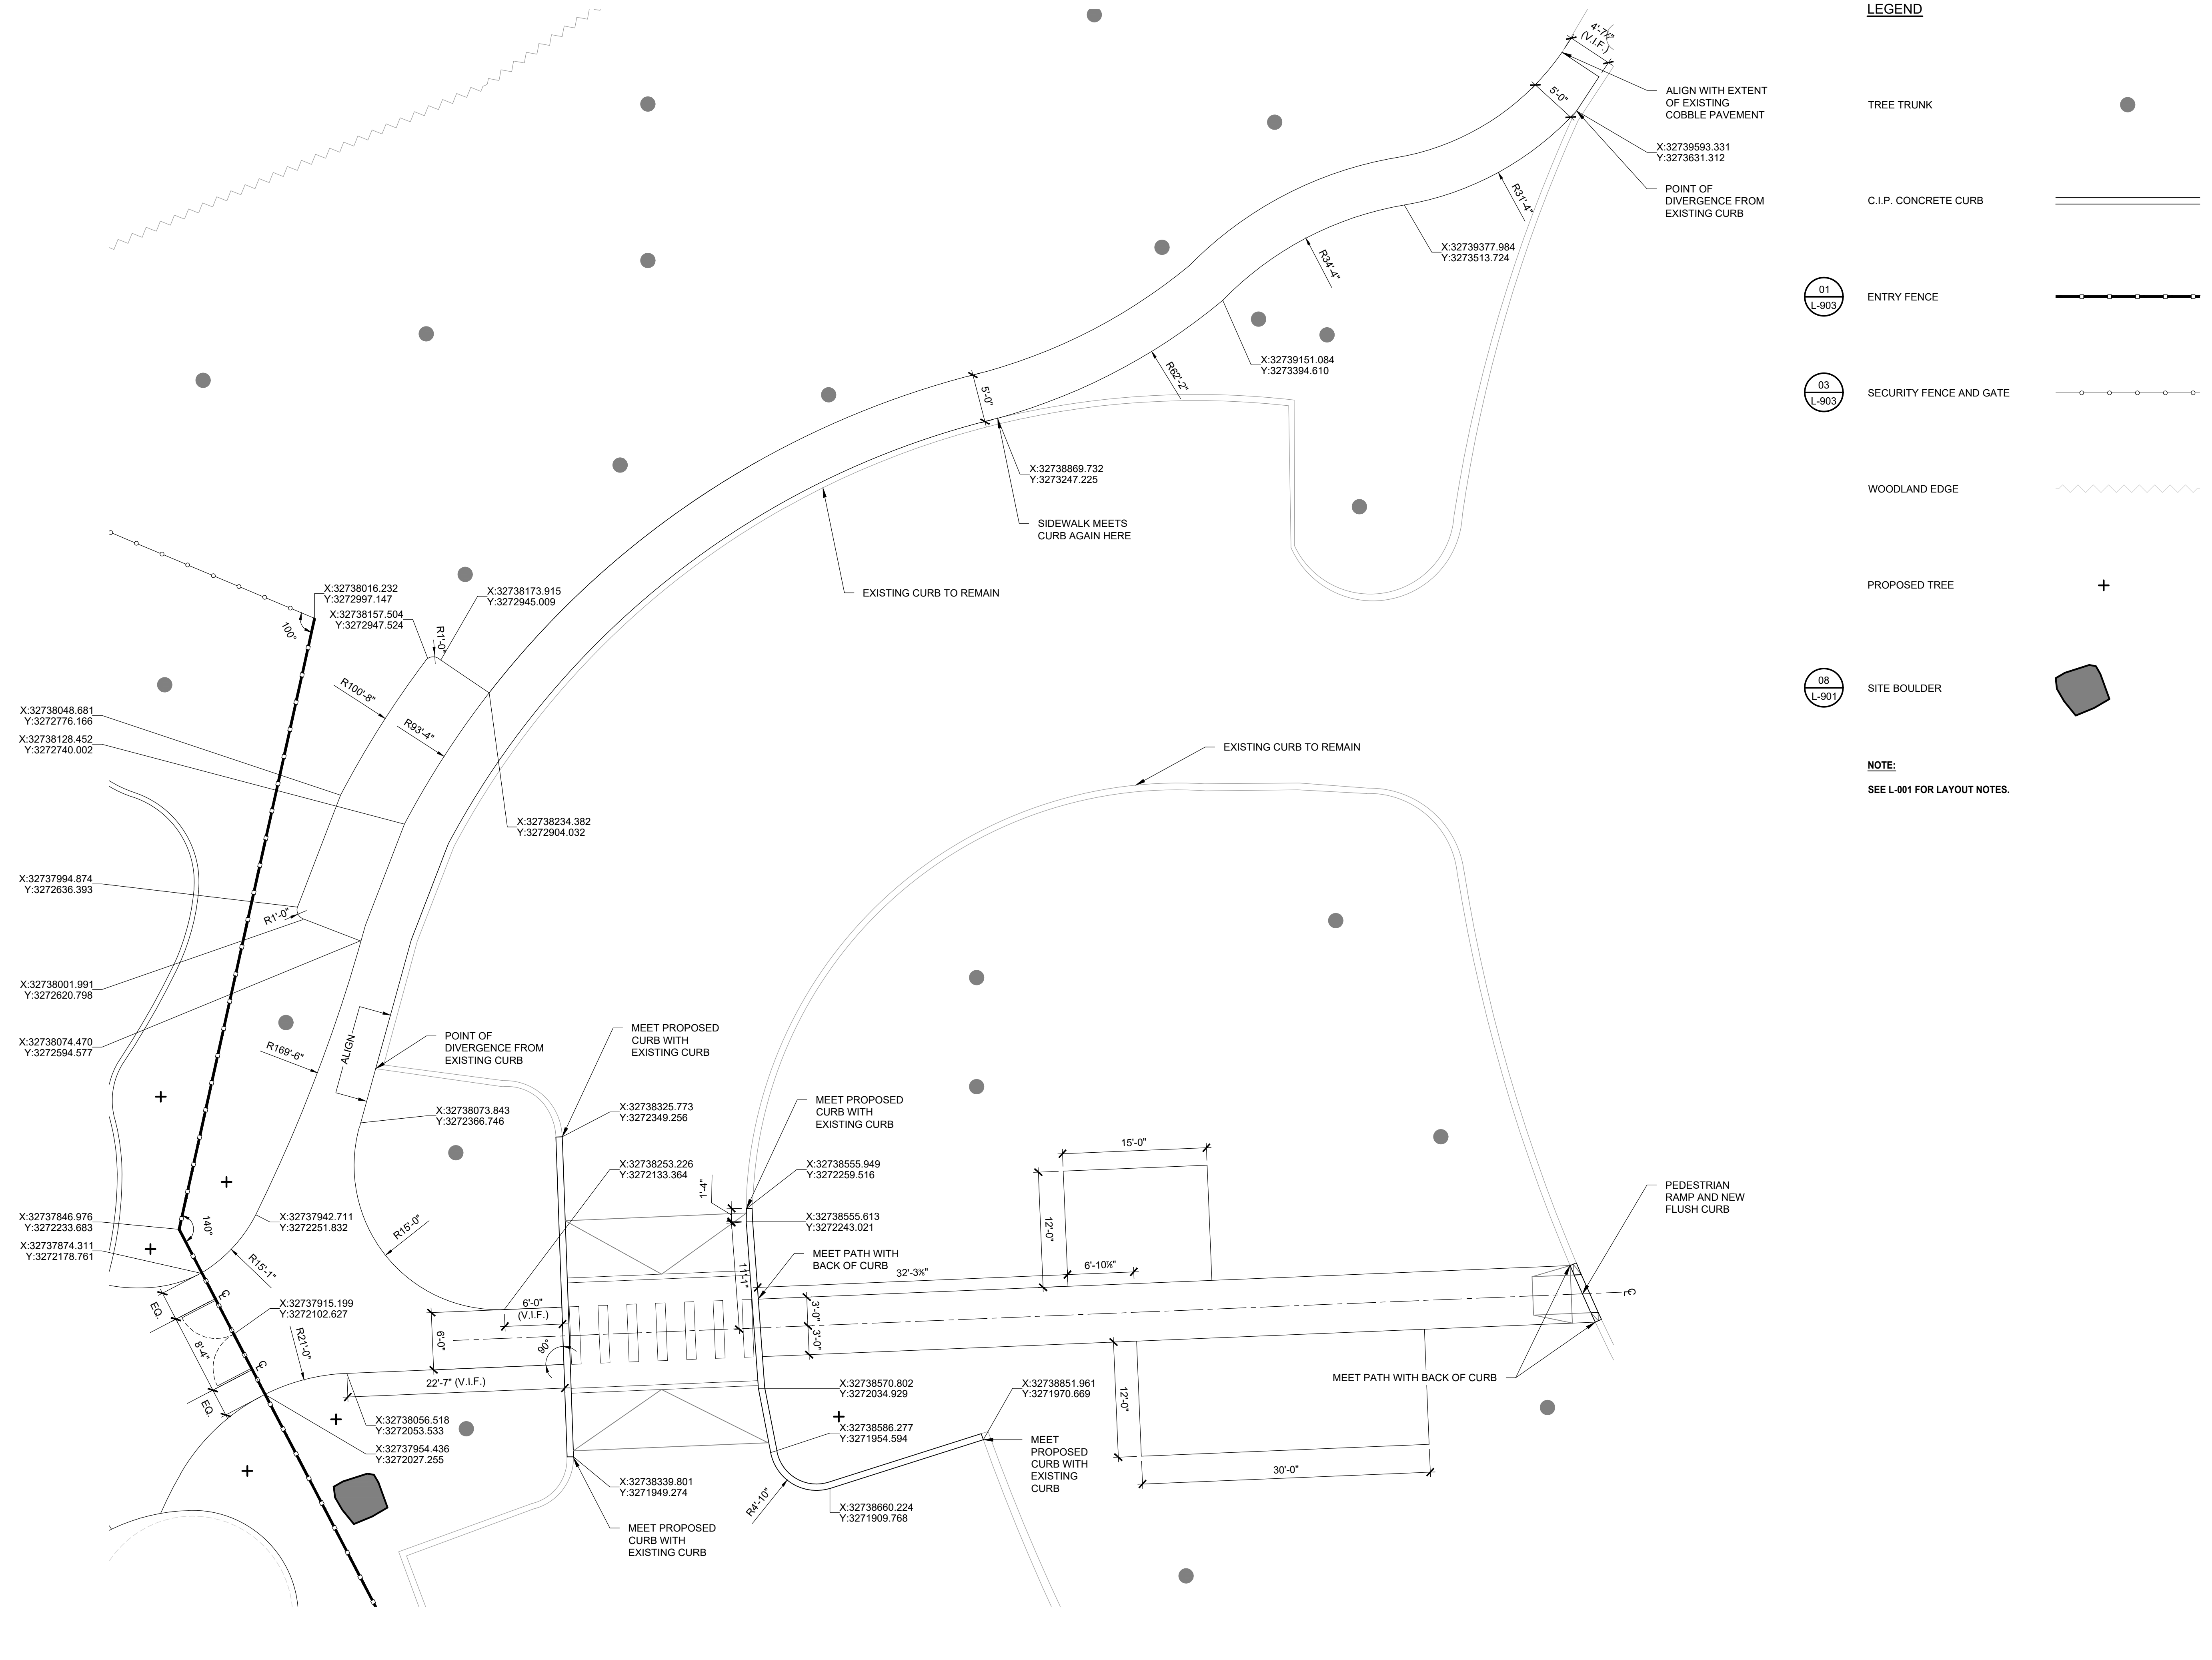 LEGEND
4'-7½"
(V.I.F.)
5'-0"
ALIGN WITH EXTENT
OF EXISTING
COBBLE PAVEMENT
X:32739593.331
Y:3273631.312
POINT OF
DIVERGENCE FROM
EXISTING CURB
R31'-4"
X:32739377.984
Y:3273513.724
R34'-4"
X:32739151.084
Y:3273394.610
R62'-2"
5'-0"
X:32738869.732
Y:3273247.225
SIDEWALK MEETS
CURB AGAIN HERE
EXISTING CURB TO REMAIN
TREE TRUNK
C.I.P. CONCRETE CURB
01
L-903
ENTRY FENCE
03
L-903
SECURITY FENCE AND GATE
WOODLAND EDGE
PROPOSED TREE
08
L-901
SITE BOULDER
NOTE:
SEE L-001 FOR LAYOUT NOTES.
X:32738016.232
Y:3272997.147
X:32738157.504
Y:3272947.524
X:32738173.915
Y:3272945.009
100°
R1'-0"
R100'-8"
R93'-4"
X:32738048.681
Y:3272776.166
X:32738128.452
Y:3272740.002
X:32738234.382
Y:3272904.032
EXISTING CURB TO REMAIN
X:32737994.874
Y:3272636.393
R1'-0"
X:32738001.991
Y:3272620.798
X:32738074.470
Y:3272594.577
R169'-6"
ALIGN
POINT OF
DIVERGENCE FROM
EXISTING CURB
MEET PROPOSED
CURB WITH
EXISTING CURB
X:32738073.843
Y:3272366.746
X:32738325.773
Y:3272349.256
MEET PROPOSED
CURB WITH
EXISTING CURB
X:32738253.226
Y:3272133.364
1'-4"
X:32738555.949
Y:3272259.516
X:32738555.613
Y:3272243.021
MEET PATH WITH
BACK OF CURB
15'-0"
12'-0"
6'-10⅞"
32'-3⅜"
11'-1"
3'-0"
3'-0"
PEDESTRIAN
RAMP AND NEW
FLUSH CURB
CL
X:32737846.976
Y:3272233.683
X:32737874.311
Y:3272178.761
140°
X:32737942.711
Y:3272251.832
R15'-0"
R15'-1"
EQ.
CL
X:32737915.199
Y:3272102.627
8'-4"
R21'-0"
CL
EQ.
6'-0"
(V.I.F.)
6'-0"
90°
22'-7" (V.I.F.)
X:32738056.518
Y:3272053.533
X:32737954.436
Y:3272027.255
X:32738570.802
Y:3272034.929
X:32738851.961
Y:3271970.669
X:32738586.277
Y:3271954.594
MEET
PROPOSED
CURB WITH
EXISTING
CURB
12'-0"
30'-0"
MEET PATH WITH BACK OF CURB
X:32738339.801
Y:3271949.274
R4'-10"
X:32738660.224
Y:3271909.768
MEET PROPOSED
CURB WITH
EXISTING CURB